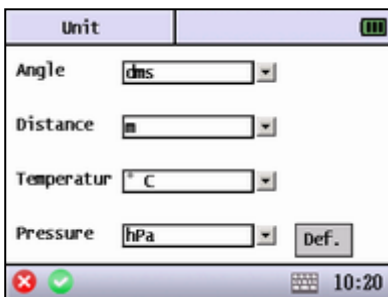 Unit
Angle dms
Distance m
Temperatur ° C
Pressure hPa Def.
10:20